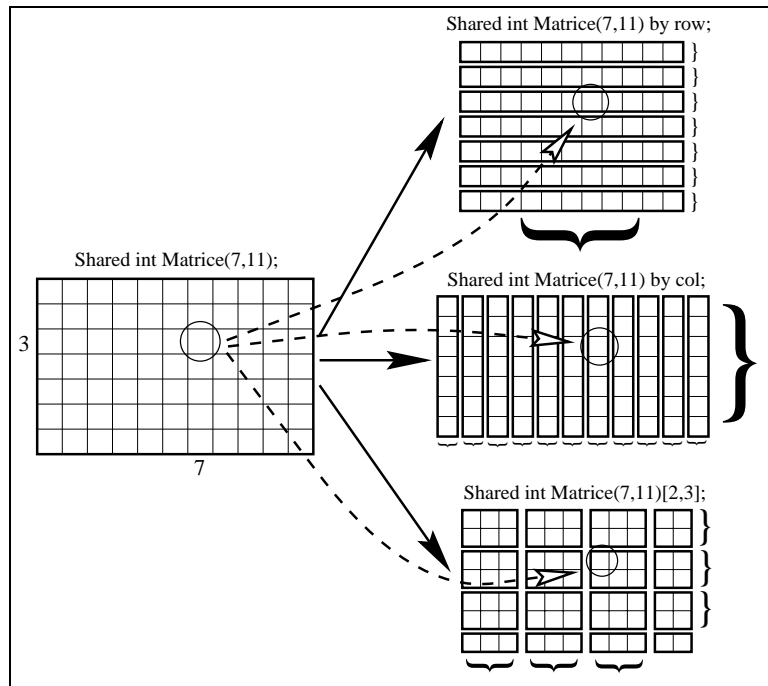 Shared int Matrice(7,11) by row;
Shared int Matrice(7,11);
3
7
Shared int Matrice(7,11) by col;
Shared int Matrice(7,11)[2,3];